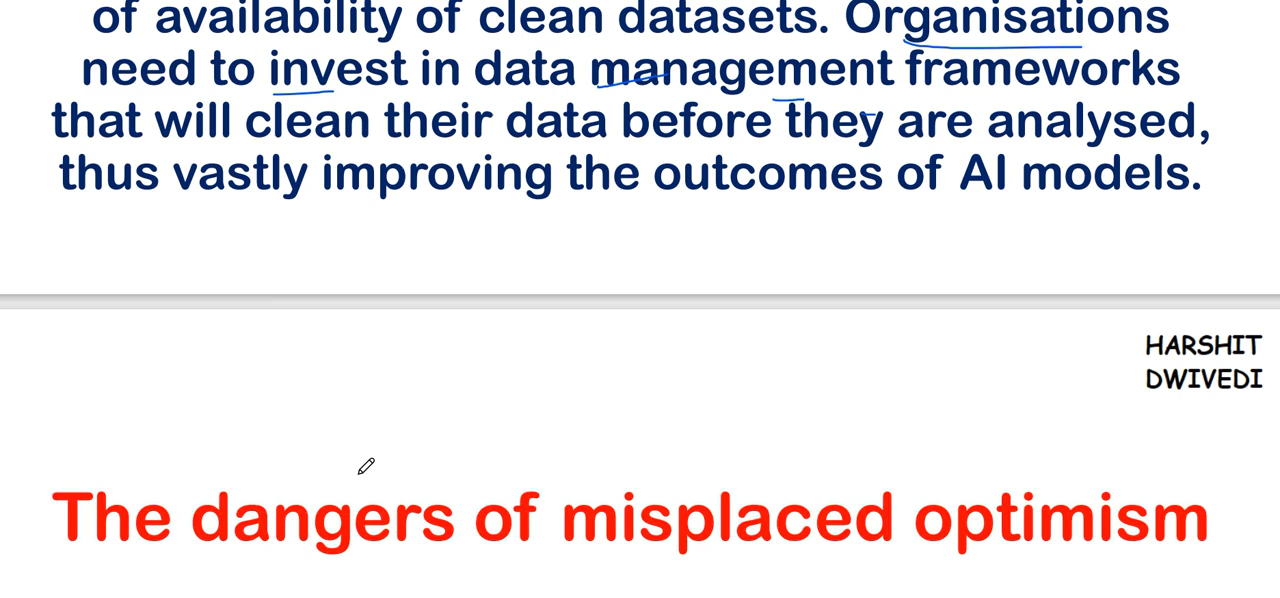 of availability of clean datasets. Organisations
need to invest in data management frameworks
that will clean their data before they are analysed,
thus vastly improving the outcomes of AI models.
HARSHIT
DWIVEDI
The dangers of misplaced optimism